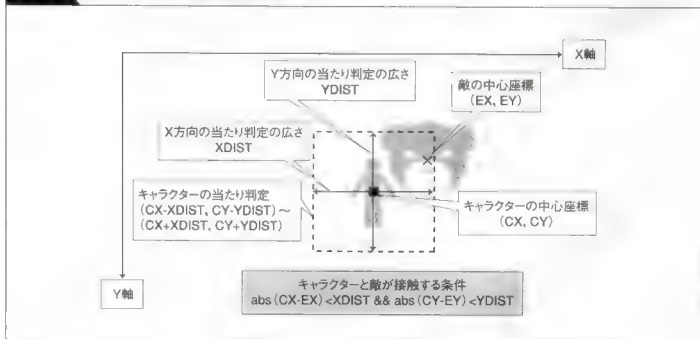 X軸
Y方向の当たり判定の広さ
YDIST
敵の中心座標
(EX, EY)
X方向の当たり判定の広さ
XDIST
キャラクターの当たり判定
(CX-XDIST, CY-YDIST)～
(CX+XDIST, CY+YDIST)
キャラクターの中心座標
(CX, CY)
Y軸
キャラクターと敵が接触する条件
abs(CX-EX)<XDIST && abs(CY-EY)<YDIST